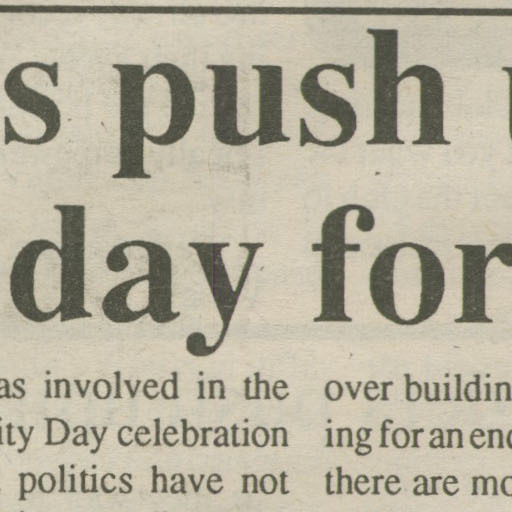 s push
day for
as involved in the
ity Day celebration
politics have not
over buildin
ing for an end
there are mo